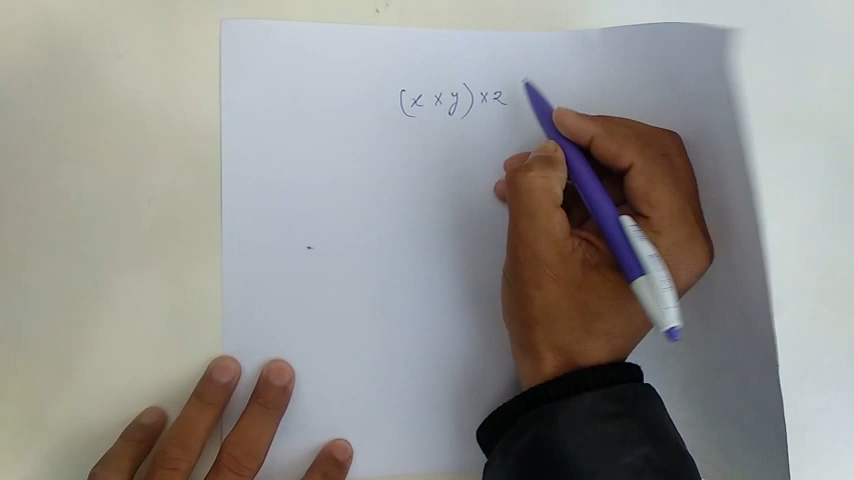 (x × y) × 2